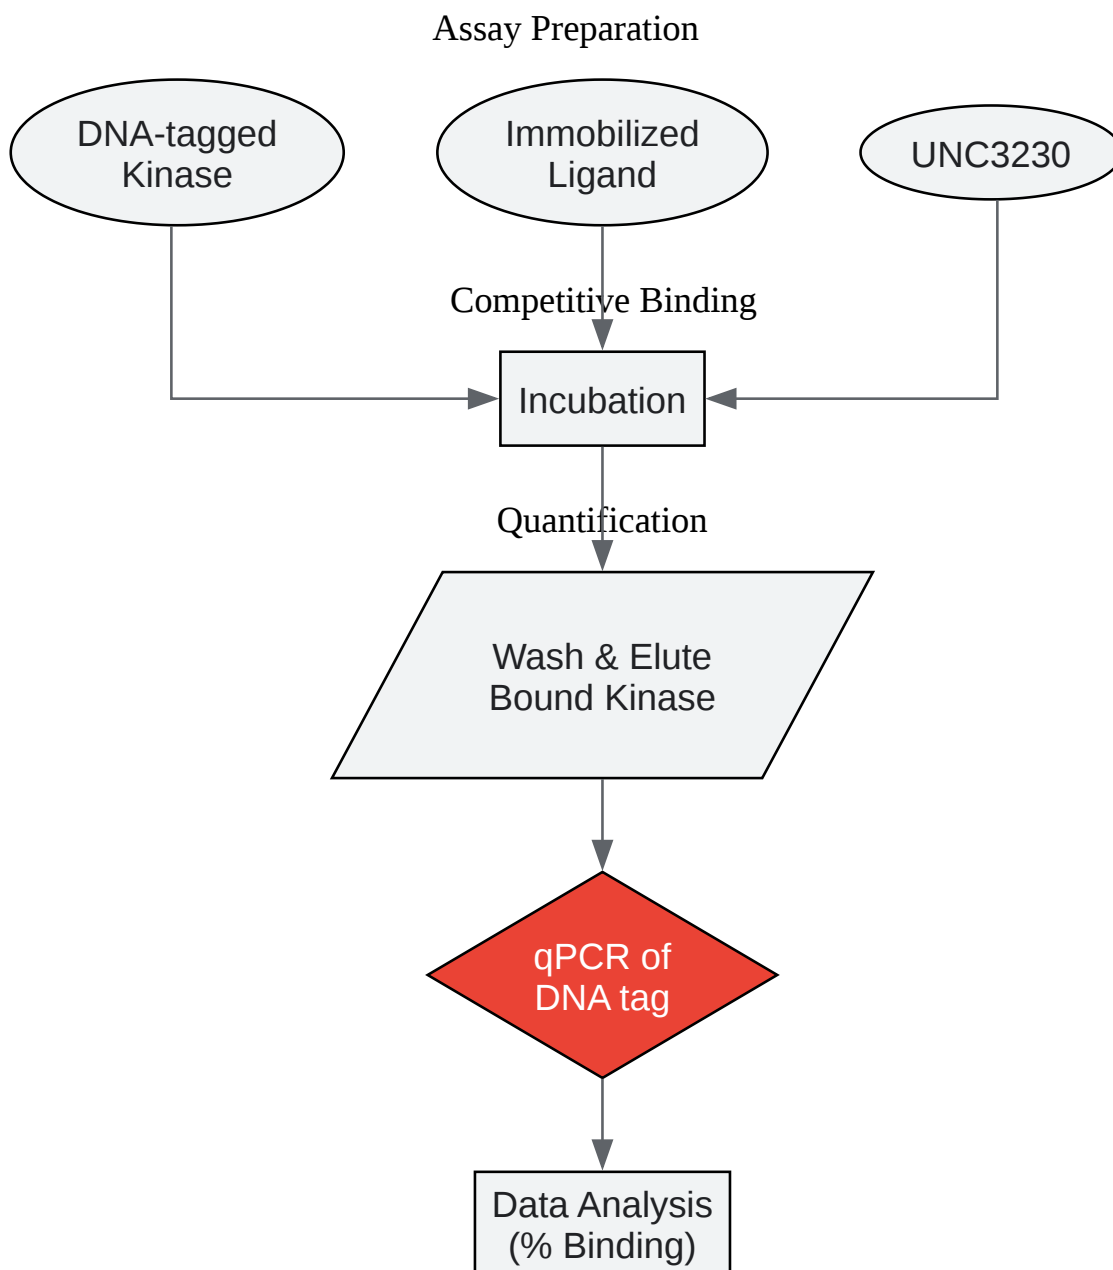 Assay Preparation
DNA-tagged
Kinase
Immobilized
Ligand
UNC3230
Competitive Binding
Incubation
Quantification
Wash & Elute
Bound Kinase
qPCR of
DNA tag
Data Analysis
(% Binding)